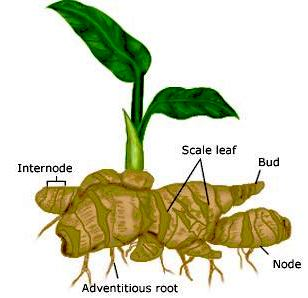 Scale leaf
Bud
Internode
Node
Adventitious root